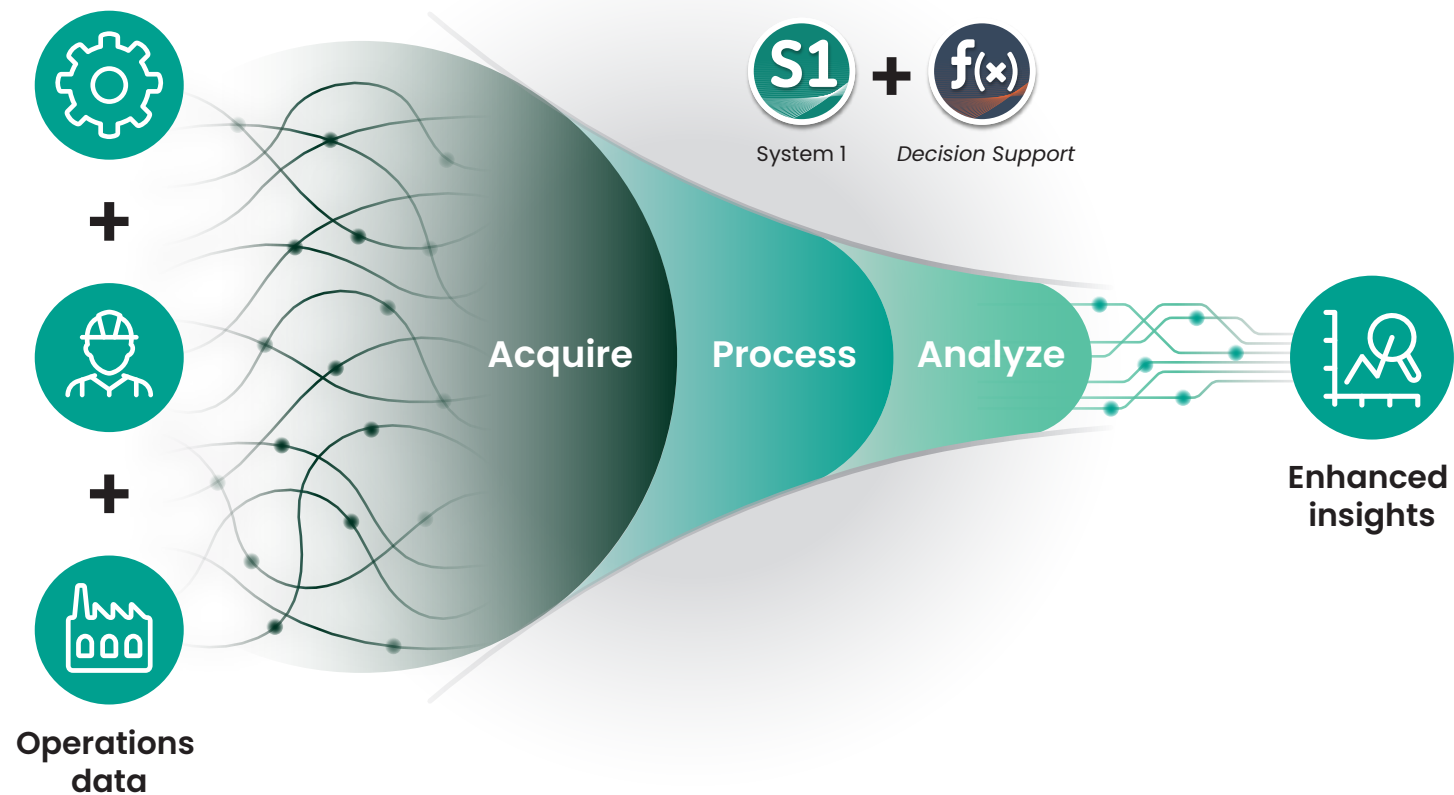 S1
f(x)
System 1
Decision Support
Acquire
Process
Analyze
Enhanced
insights
Operations
data